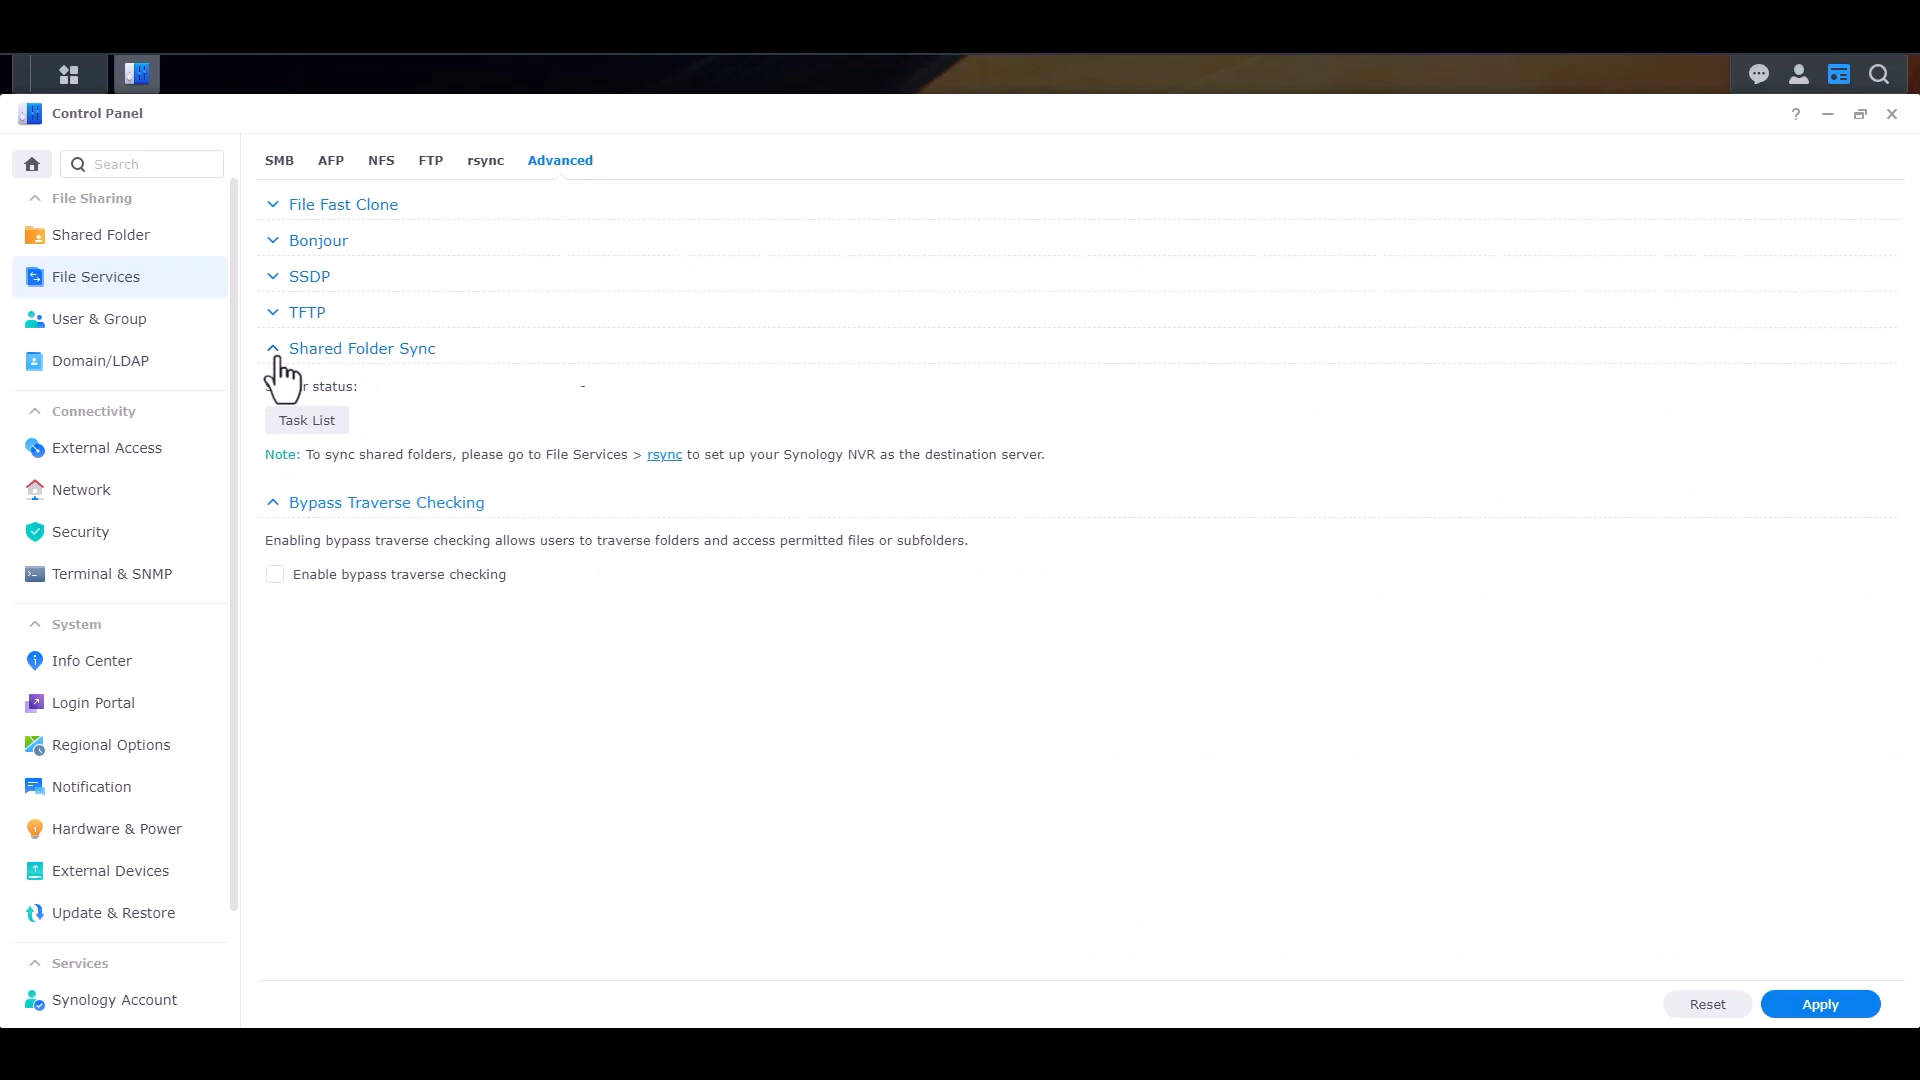 Control Panel
?
Search
File Sharing
Shared Folder
File Services
User & Group
Domain/LDAP
Connectivity
External Access
Network
Security
Terminal & SNMP
System
Info Center
Login Portal
Regional Options
Notification
Hardware & Power
External Devices
Update & Restore
Services
Synology Account
SMB AFP NFS FTP rsync Advanced
File Fast Clone
Bonjour
SSDP
TFTP
Shared Folder Sync
status: -
Task List
Note: To sync shared folders, please go to File Services > rsync to set up your Synology NVR as the destination server.
Bypass Traverse Checking
Enabling bypass traverse checking allows users to traverse folders and access permitted files or subfolders.
Enable bypass traverse checking
Reset Apply